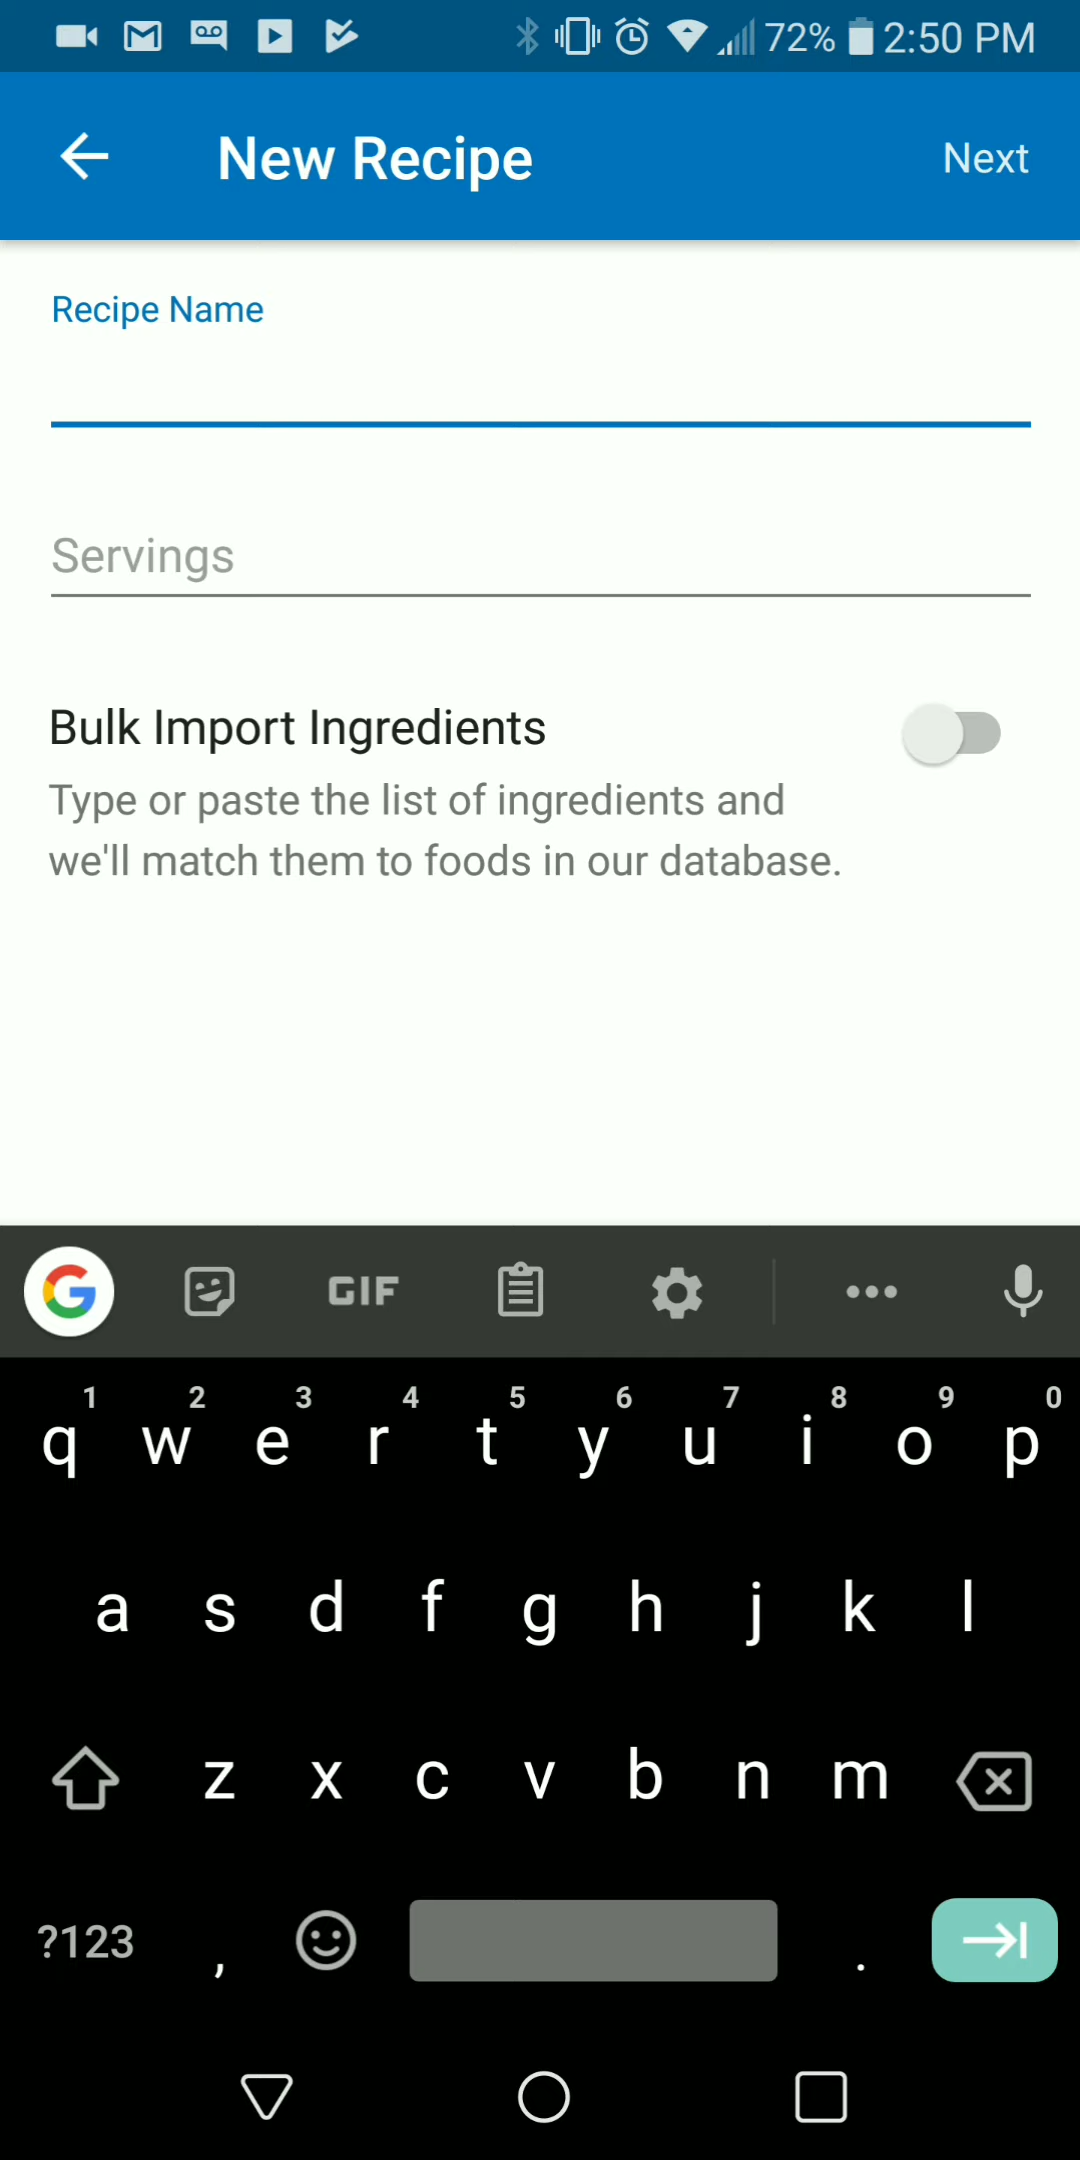 72% 2:50 PM
New Recipe Next
Recipe Name
Servings
Bulk Import Ingredients
Type or paste the list of ingredients and
we'll match them to foods in our database.
G GIF
1 2 3 4 5 6 7 8 9 0
q w e r t y u i o p
a s d f g h j k l
z x c v b n m
?123 , .